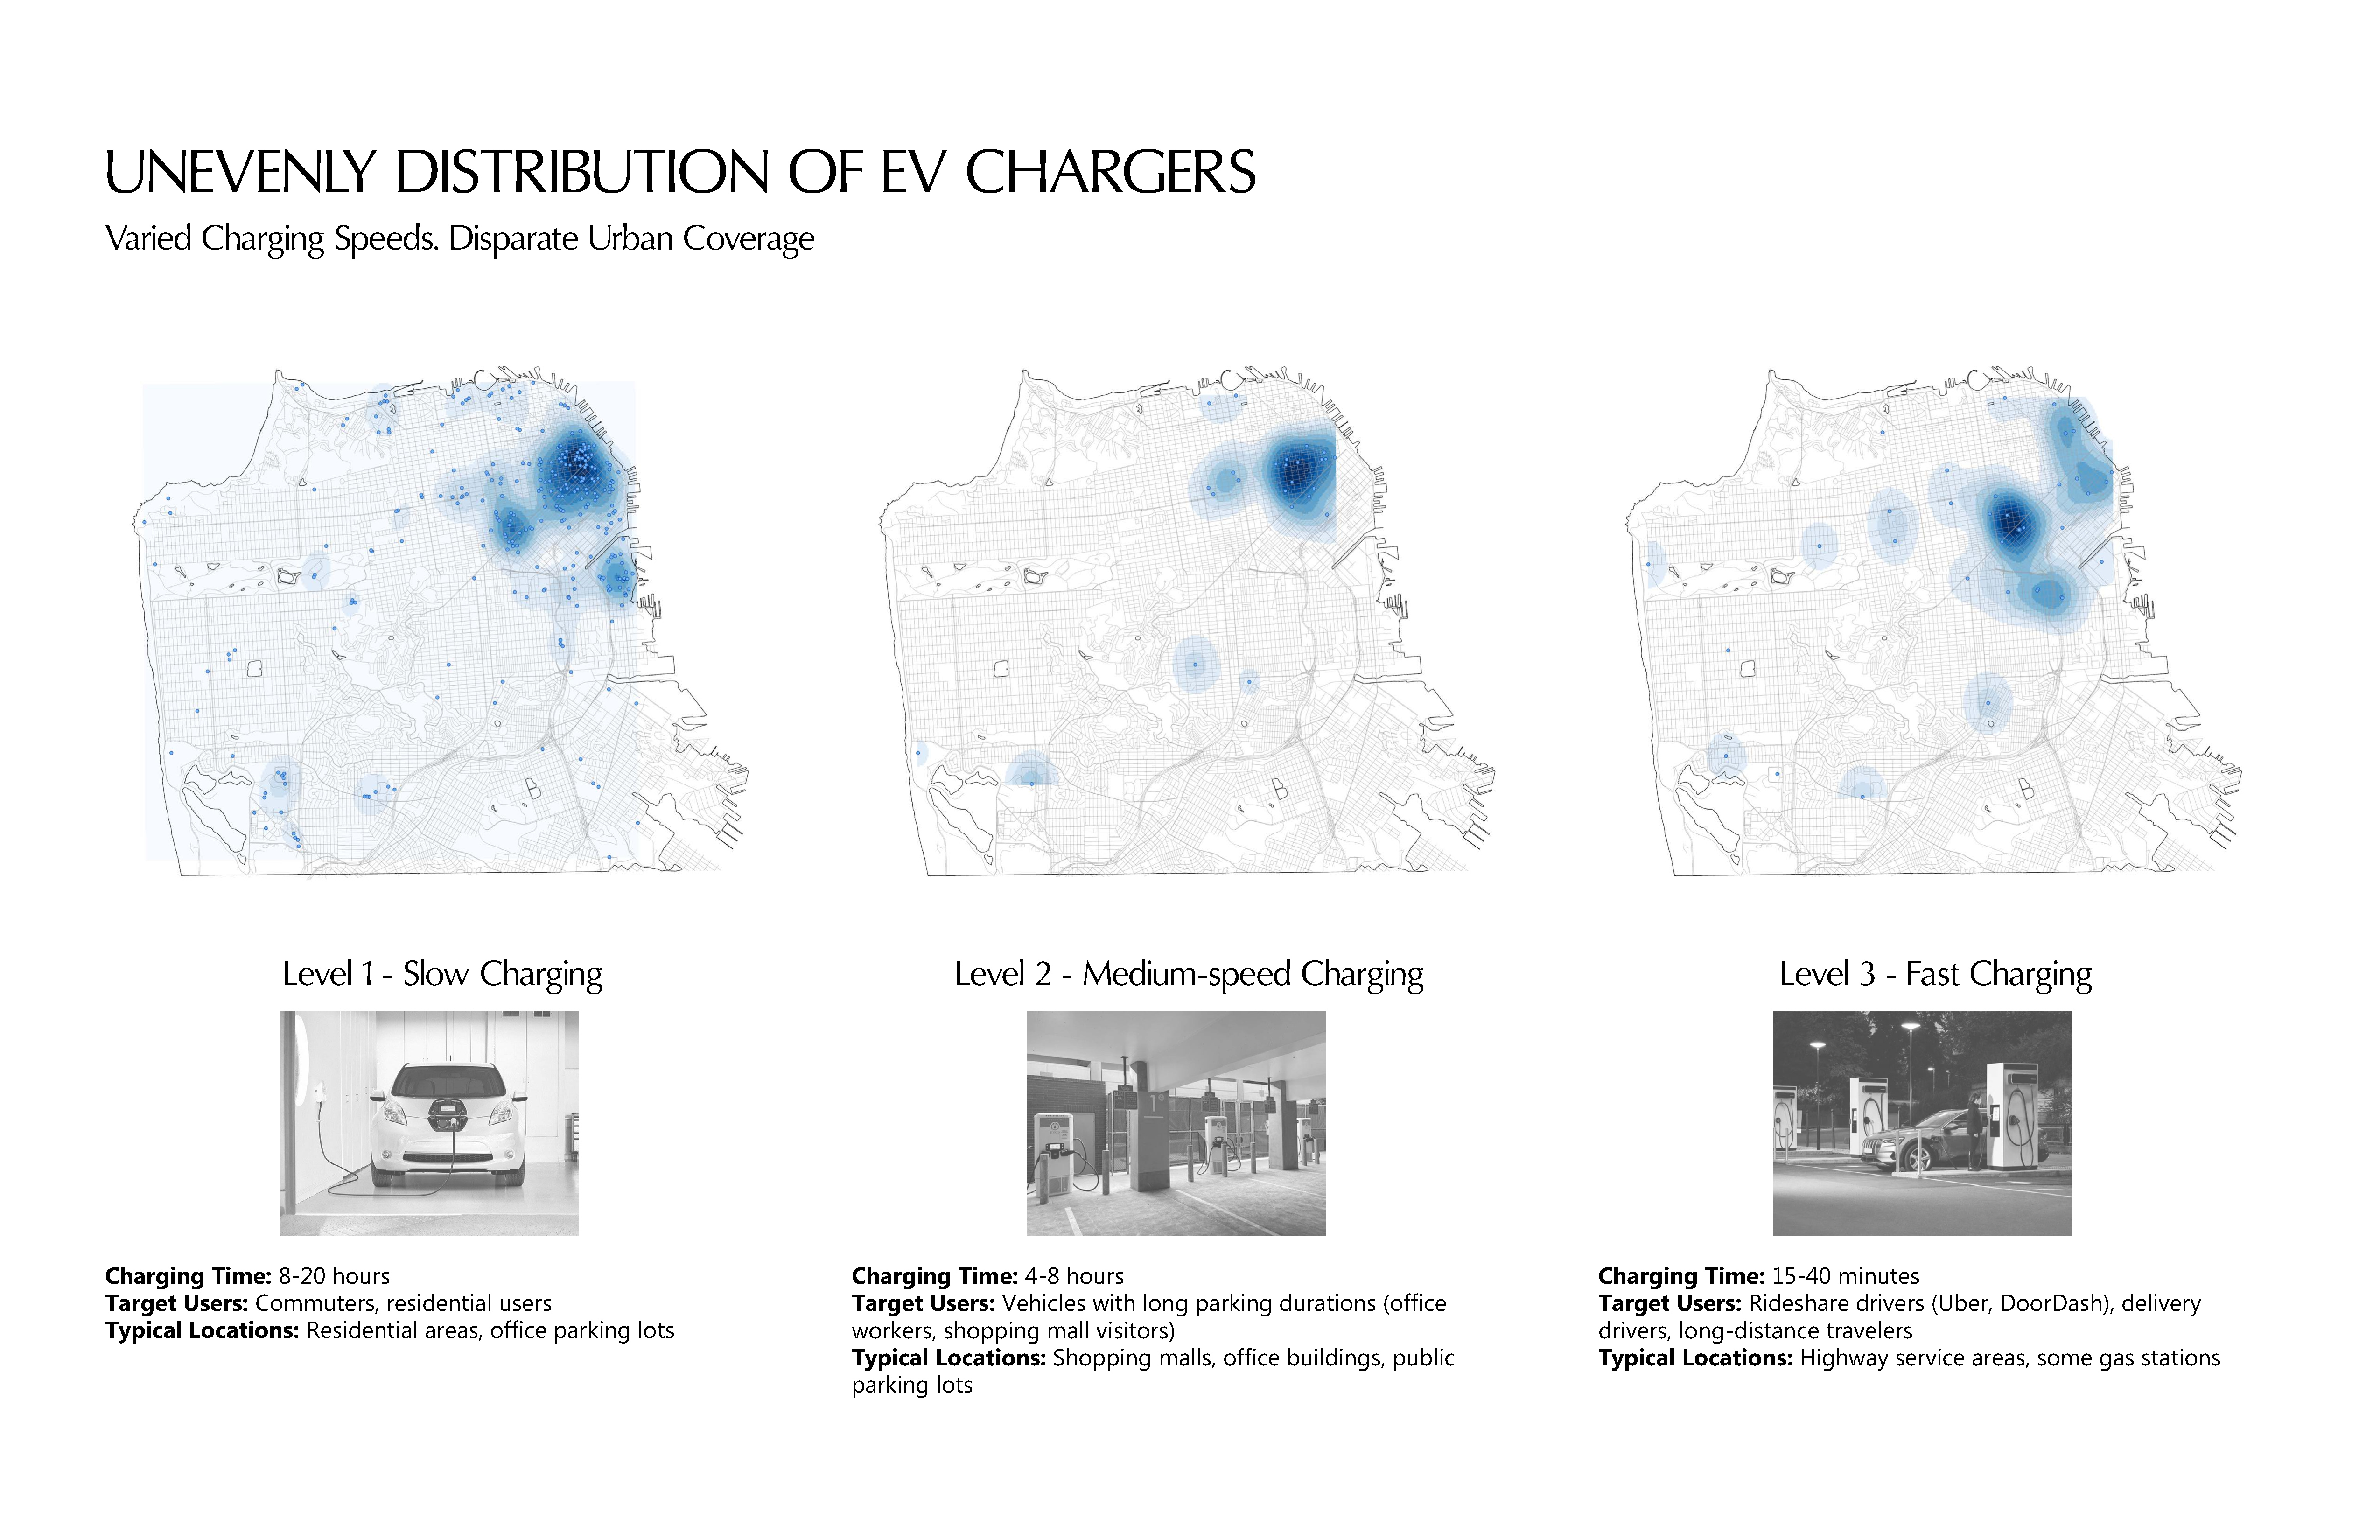 UNEVENLY DISTRIBUTION OF EV CHARGERS
Varied Charging Speeds. Disparate Urban Coverage
Level 1 - Slow Charging
Charging Time: 8-20 hours
Target Users: Commuters, residential users
Typical Locations: Residential areas, office parking lots
Level 2 - Medium-speed Charging
Charging Time: 4-8 hours
Target Users: Vehicles with long parking durations (office
workers, shopping mall visitors)
Typical Locations: Shopping malls, office buildings, public
parking lots
Level 3 - Fast Charging
Charging Time: 15-40 minutes
Target Users: Rideshare drivers (Uber, DoorDash), delivery
drivers, long-distance travelers
Typical Locations: Highway service areas, some gas stations